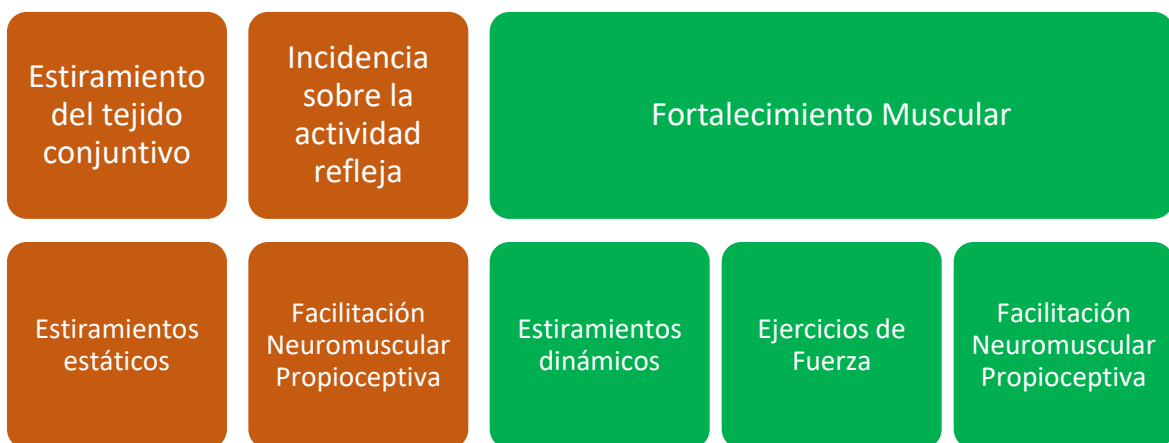 Estiramiento
del tejido
conjuntivo
Incidencia
sobre la
actividad
refleja
Fortalecimiento Muscular
Estiramientos
estáticos
Facilitación
Neuromuscular
Propioceptiva
Estiramientos
dinámicos
Ejercicios de
Fuerza
Facilitación
Neuromuscular
Propioceptiva